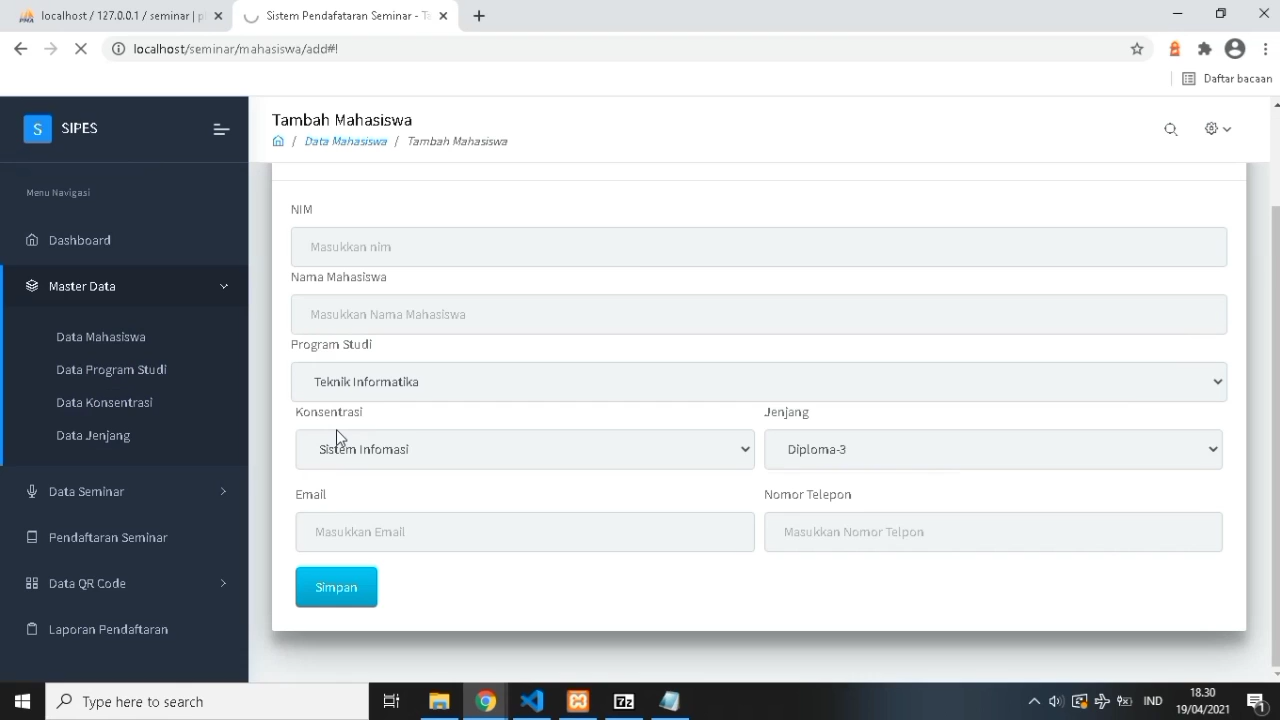 localhost / 127.0.0.1 / seminar | p
Sistem Pendafataran Seminar - Ta
localhost/seminar/mahasiswa/add#!
Daftar bacaan
S SIPES
Menu Navigasi
Dashboard
Master Data
Data Mahasiswa
Data Program Studi
Data Konsentrasi
Data Jenjang
Data Seminar
Pendaftaran Seminar
Data QR Code
Laporan Pendaftaran
Tambah Mahasiswa
/ Data Mahasiswa / Tambah Mahasiswa
NIM
Masukkan nim
Nama Mahasiswa
Masukkan Nama Mahasiswa
Program Studi
Teknik Informatika
Konsentrasi
Sistem Infomasi
Jenjang
Diploma-3
Email
Masukkan Email
Nomor Telepon
Masukkan Nomor Telpon
Simpan
Type here to search
IND
18.30
19/04/2021
1